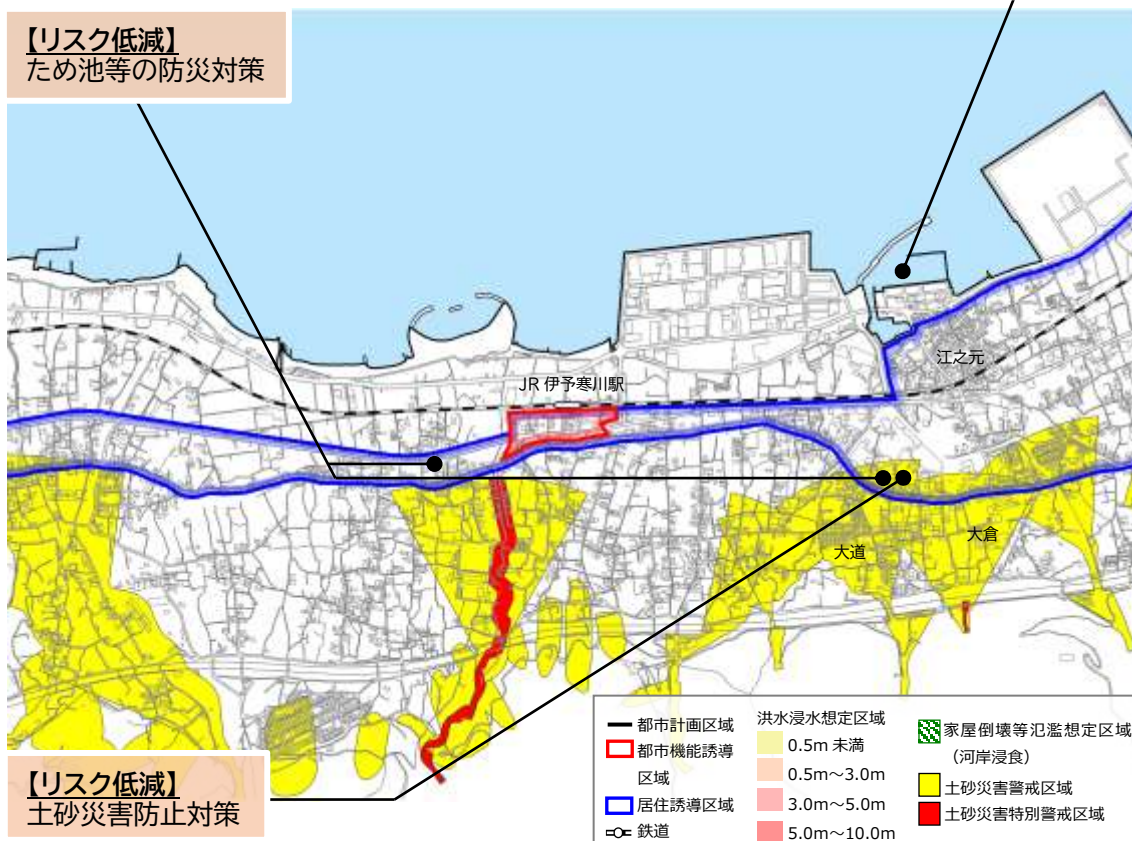 【リスク低減】
ため池等の防災対策
JR 伊予寒川駅
江之元
大道
大倉
【リスク低減】
土砂災害防止対策
都市計画区域
都市機能誘導
区域
居住誘導区域
鉄道
洪水浸水想定区域
0.5m 未満
0.5m～3.0m
3.0m～5.0m
5.0m～10.0m
家屋倒壊等氾濫想定区域
（河岸浸食）
土砂災害警戒区域
土砂災害特別警戒区域